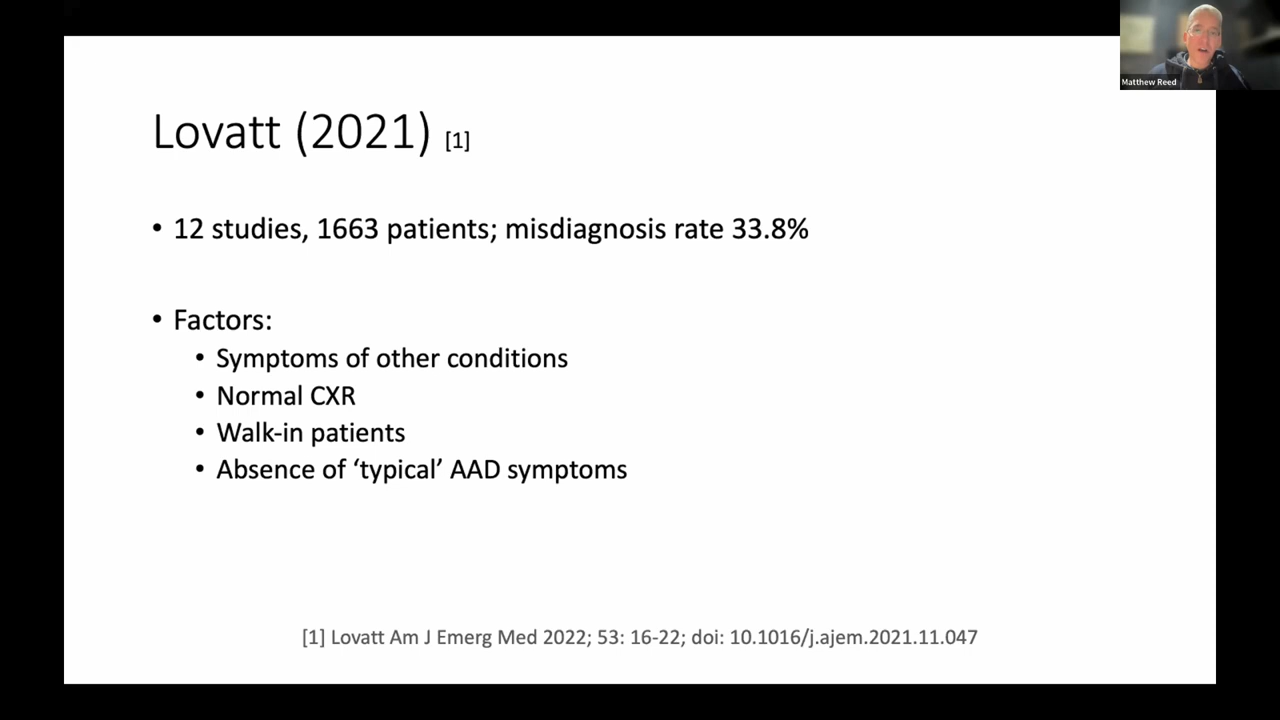 Matthew Reed
Lovatt (2021) [1]
• 12 studies, 1663 patients; misdiagnosis rate 33.8%
• Factors:
• Symptoms of other conditions
• Normal CXR
• Walk-in patients
• Absence of ‘typical’ AAD symptoms
[1] Lovatt Am J Emerg Med 2022; 53: 16-22; doi: 10.1016/j.ajem.2021.11.047